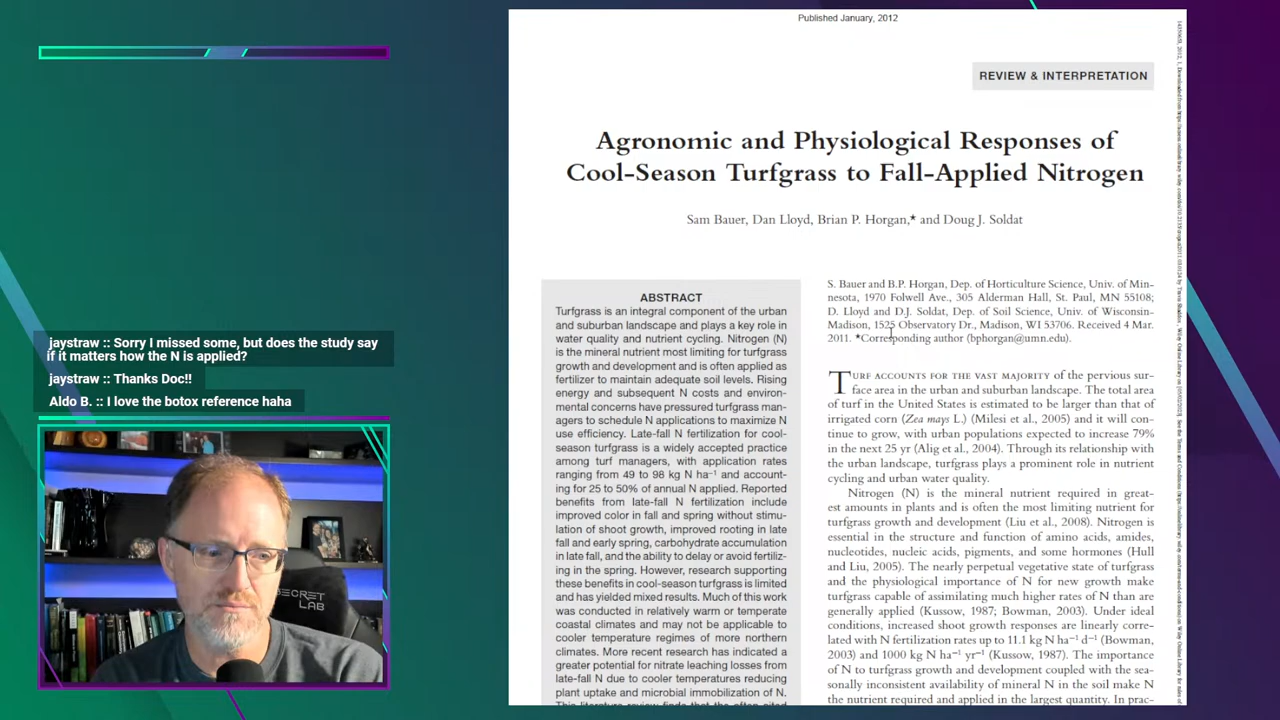 Published January, 2012
REVIEW & INTERPRETATION
Agronomic and Physiological Responses of
Cool-Season Turfgrass to Fall-Applied Nitrogen
Sam Bauer, Dan Lloyd, Brian P. Horgan,* and Doug J. Soldat
ABSTRACT
Turfgrass is an integral component of the urban
and suburban landscape and plays a key role in
water quality and nutrient cycling. Nitrogen (N)
is the mineral nutrient most limiting for turfgrass
growth and development and is often applied as
fertilizer to maintain adequate soil levels. Rising
energy and subsequent N costs and environ-
mental concerns have pressured turfgrass man-
agers to schedule N applications to maximize N
use efficiency. Late-fall N fertilization for cool-
season turfgrass is a widely accepted practice
among turf managers, with application rates
ranging from 49 to 98 kg N ha⁻¹ and account-
ing for 25 to 50% of annual N applied. Reported
benefits from late-fall N fertilization include
improved color in fall and spring without stimu-
lation of shoot growth, improved rooting in late
fall and early spring, carbohydrate accumulation
in late fall, and the ability to delay or avoid fertiliz-
ing in the spring. However, research supporting
these benefits in cool-season turfgrass is limited
and has yielded mixed results. Much of this work
was conducted in relatively warm or temperate
coastal climates and may not be applicable to
cooler temperature regimes of more northern
climates. More recent research has indicated a
greater potential for nitrate leaching losses from
late-fall N due to cooler temperatures reducing
plant uptake and microbial immobilization of N.
This literature review finds that the often cited
S. Bauer and B.P. Horgan, Dep. of Horticulture Science, Univ. of Min-
nesota, 1970 Folwell Ave., 305 Alderman Hall, St. Paul, MN 55108;
D. Lloyd and D.J. Soldat, Dep. of Soil Science, Univ. of Wisconsin-
Madison, 1525 Observatory Dr., Madison, WI 53706. Received 4 Mar.
2011. *Corresponding author (bphorgan@umn.edu).
TURF ACCOUNTS FOR THE VAST MAJORITY of the pervious sur-
face area in the urban and suburban landscape. The total area
of turf in the United States is estimated to be larger than that of
irrigated corn (Zea mays L.) (Milesi et al., 2005) and it will con-
tinue to grow, with urban populations expected to increase 79%
in the next 25 yr (Alig et al., 2004). Through its relationship with
the urban landscape, turfgrass plays a prominent role in nutrient
cycling and urban water quality.
Nitrogen (N) is the mineral nutrient required in great-
est amounts in plants and is often the most limiting nutrient for
turfgrass growth and development (Liu et al., 2008). Nitrogen is
essential in the structure and function of amino acids, amides,
nucleotides, nucleic acids, pigments, and some hormones (Hull
and Liu, 2005). The nearly perpetual vegetative state of turfgrass
and the physiological importance of N for new growth make
turfgrass capable of assimilating much higher rates of N than are
generally applied (Kussow, 1987; Bowman, 2003). Under ideal
conditions, increased shoot growth responses are linearly corre-
lated with N fertilization rates up to 11.1 kg N ha⁻¹ d⁻¹ (Bowman,
2003) and 1000 kg N ha⁻¹ yr⁻¹ (Kussow, 1987). The importance
of N to turfgrass growth and development coupled with the sea-
sonally inconsistent availability of mineral N in the soil make N
the nutrient required and applied in the largest quantity. In prac-
jaystraw :: Sorry I missed some, but does the study say
if it matters how the N is applied?
jaystraw :: Thanks Doc!!
Aldo B. :: I love the botox reference haha
SECRET
LAB